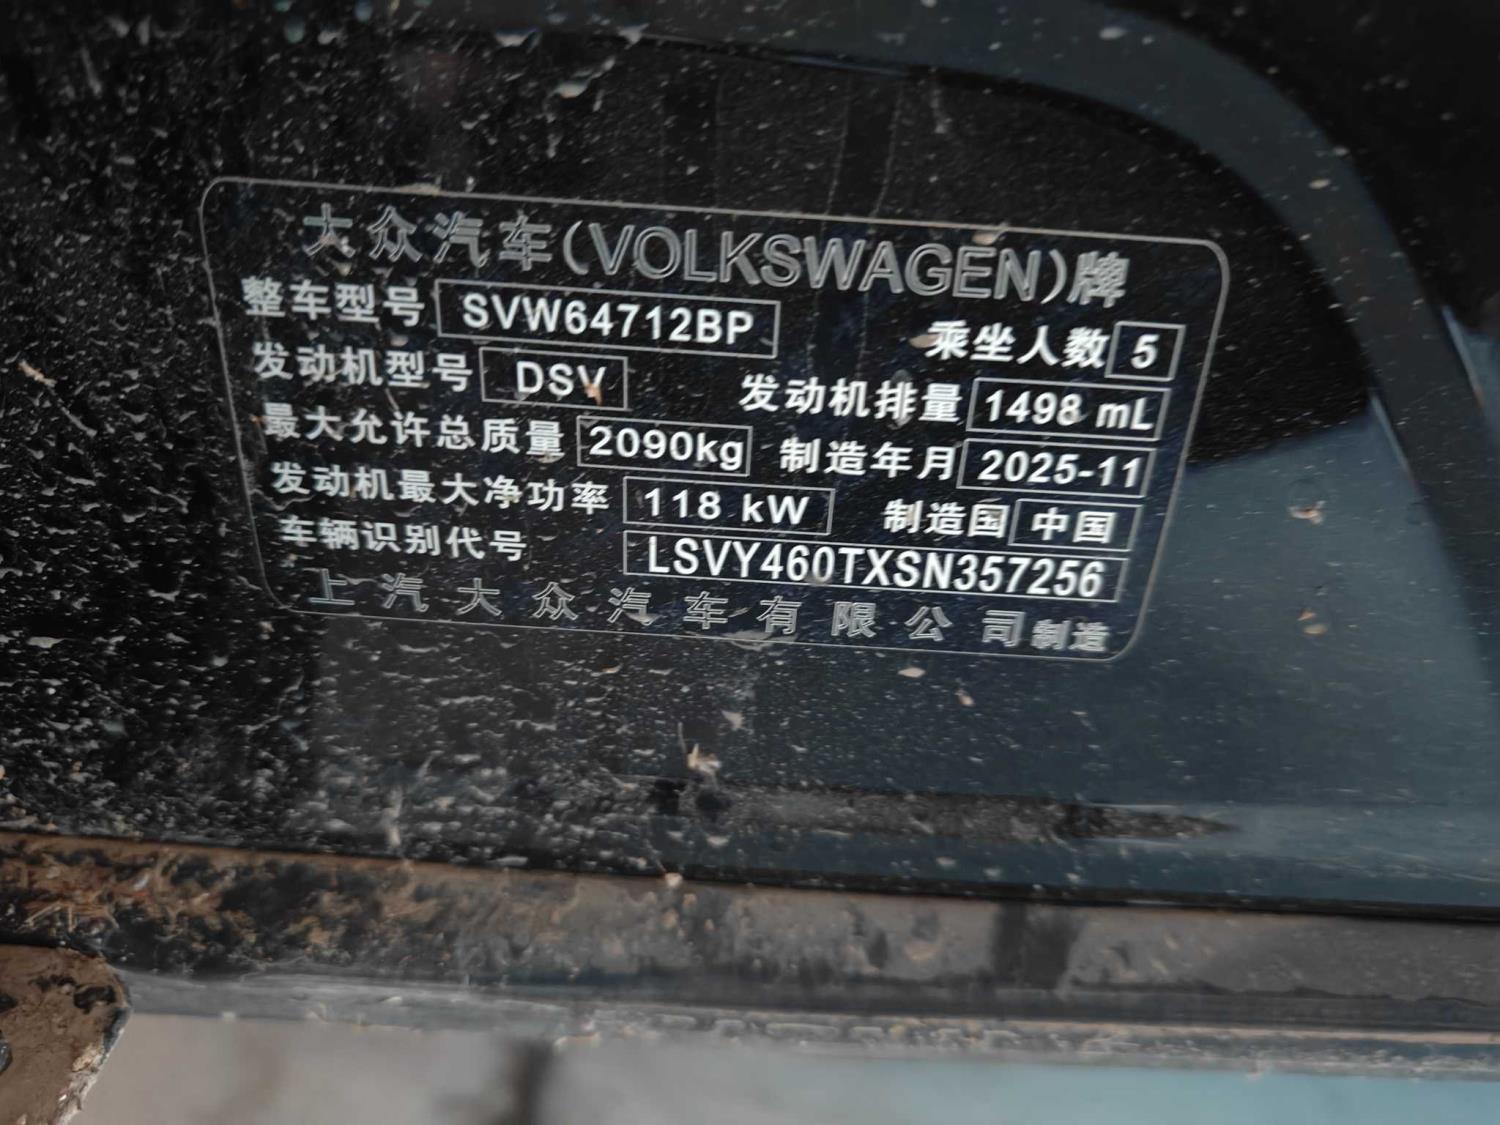 大众汽车(VOLKSWAGEN)牌
整车型号 SVW64712BP 乘坐人数 5
发动机型号 DSV 发动机排量 1498 mL
最大允许总质量 2090kg 制造年月 2025-11
发动机最大净功率 118 kW 制造国 中国
车辆识别代号 LSVY460TXSN357256
上汽大众汽车有限公司制造